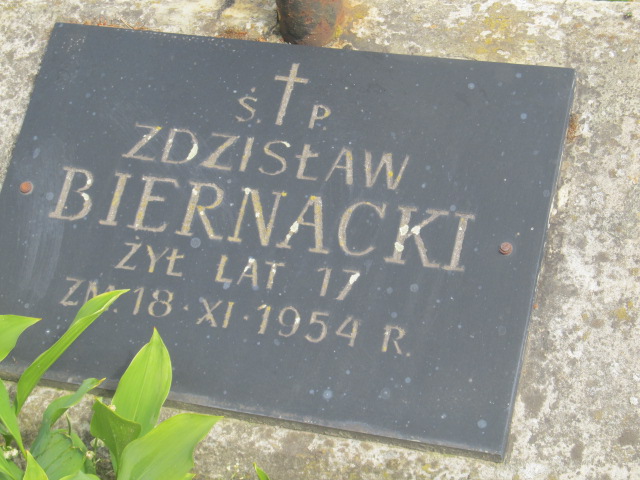 Ś. P
ZDZISŁAW
BIERNACKI
ŻYŁ LAT 17
ZM. 18 · XI · 1954 R.